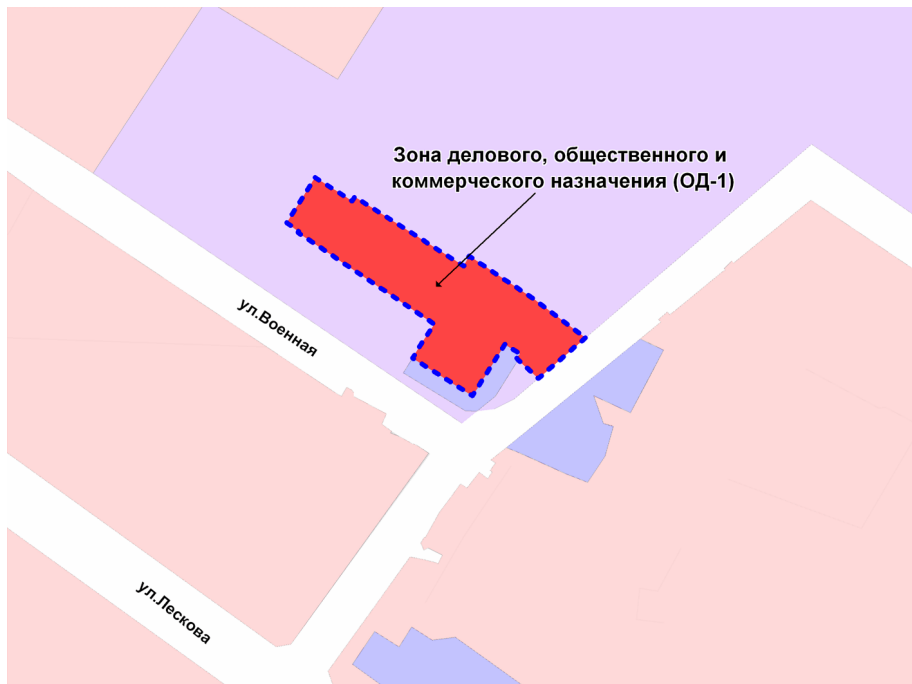 Зона делового, общественного и
коммерческого назначения (ОД-1)
ул.Военная
ул.Лескова